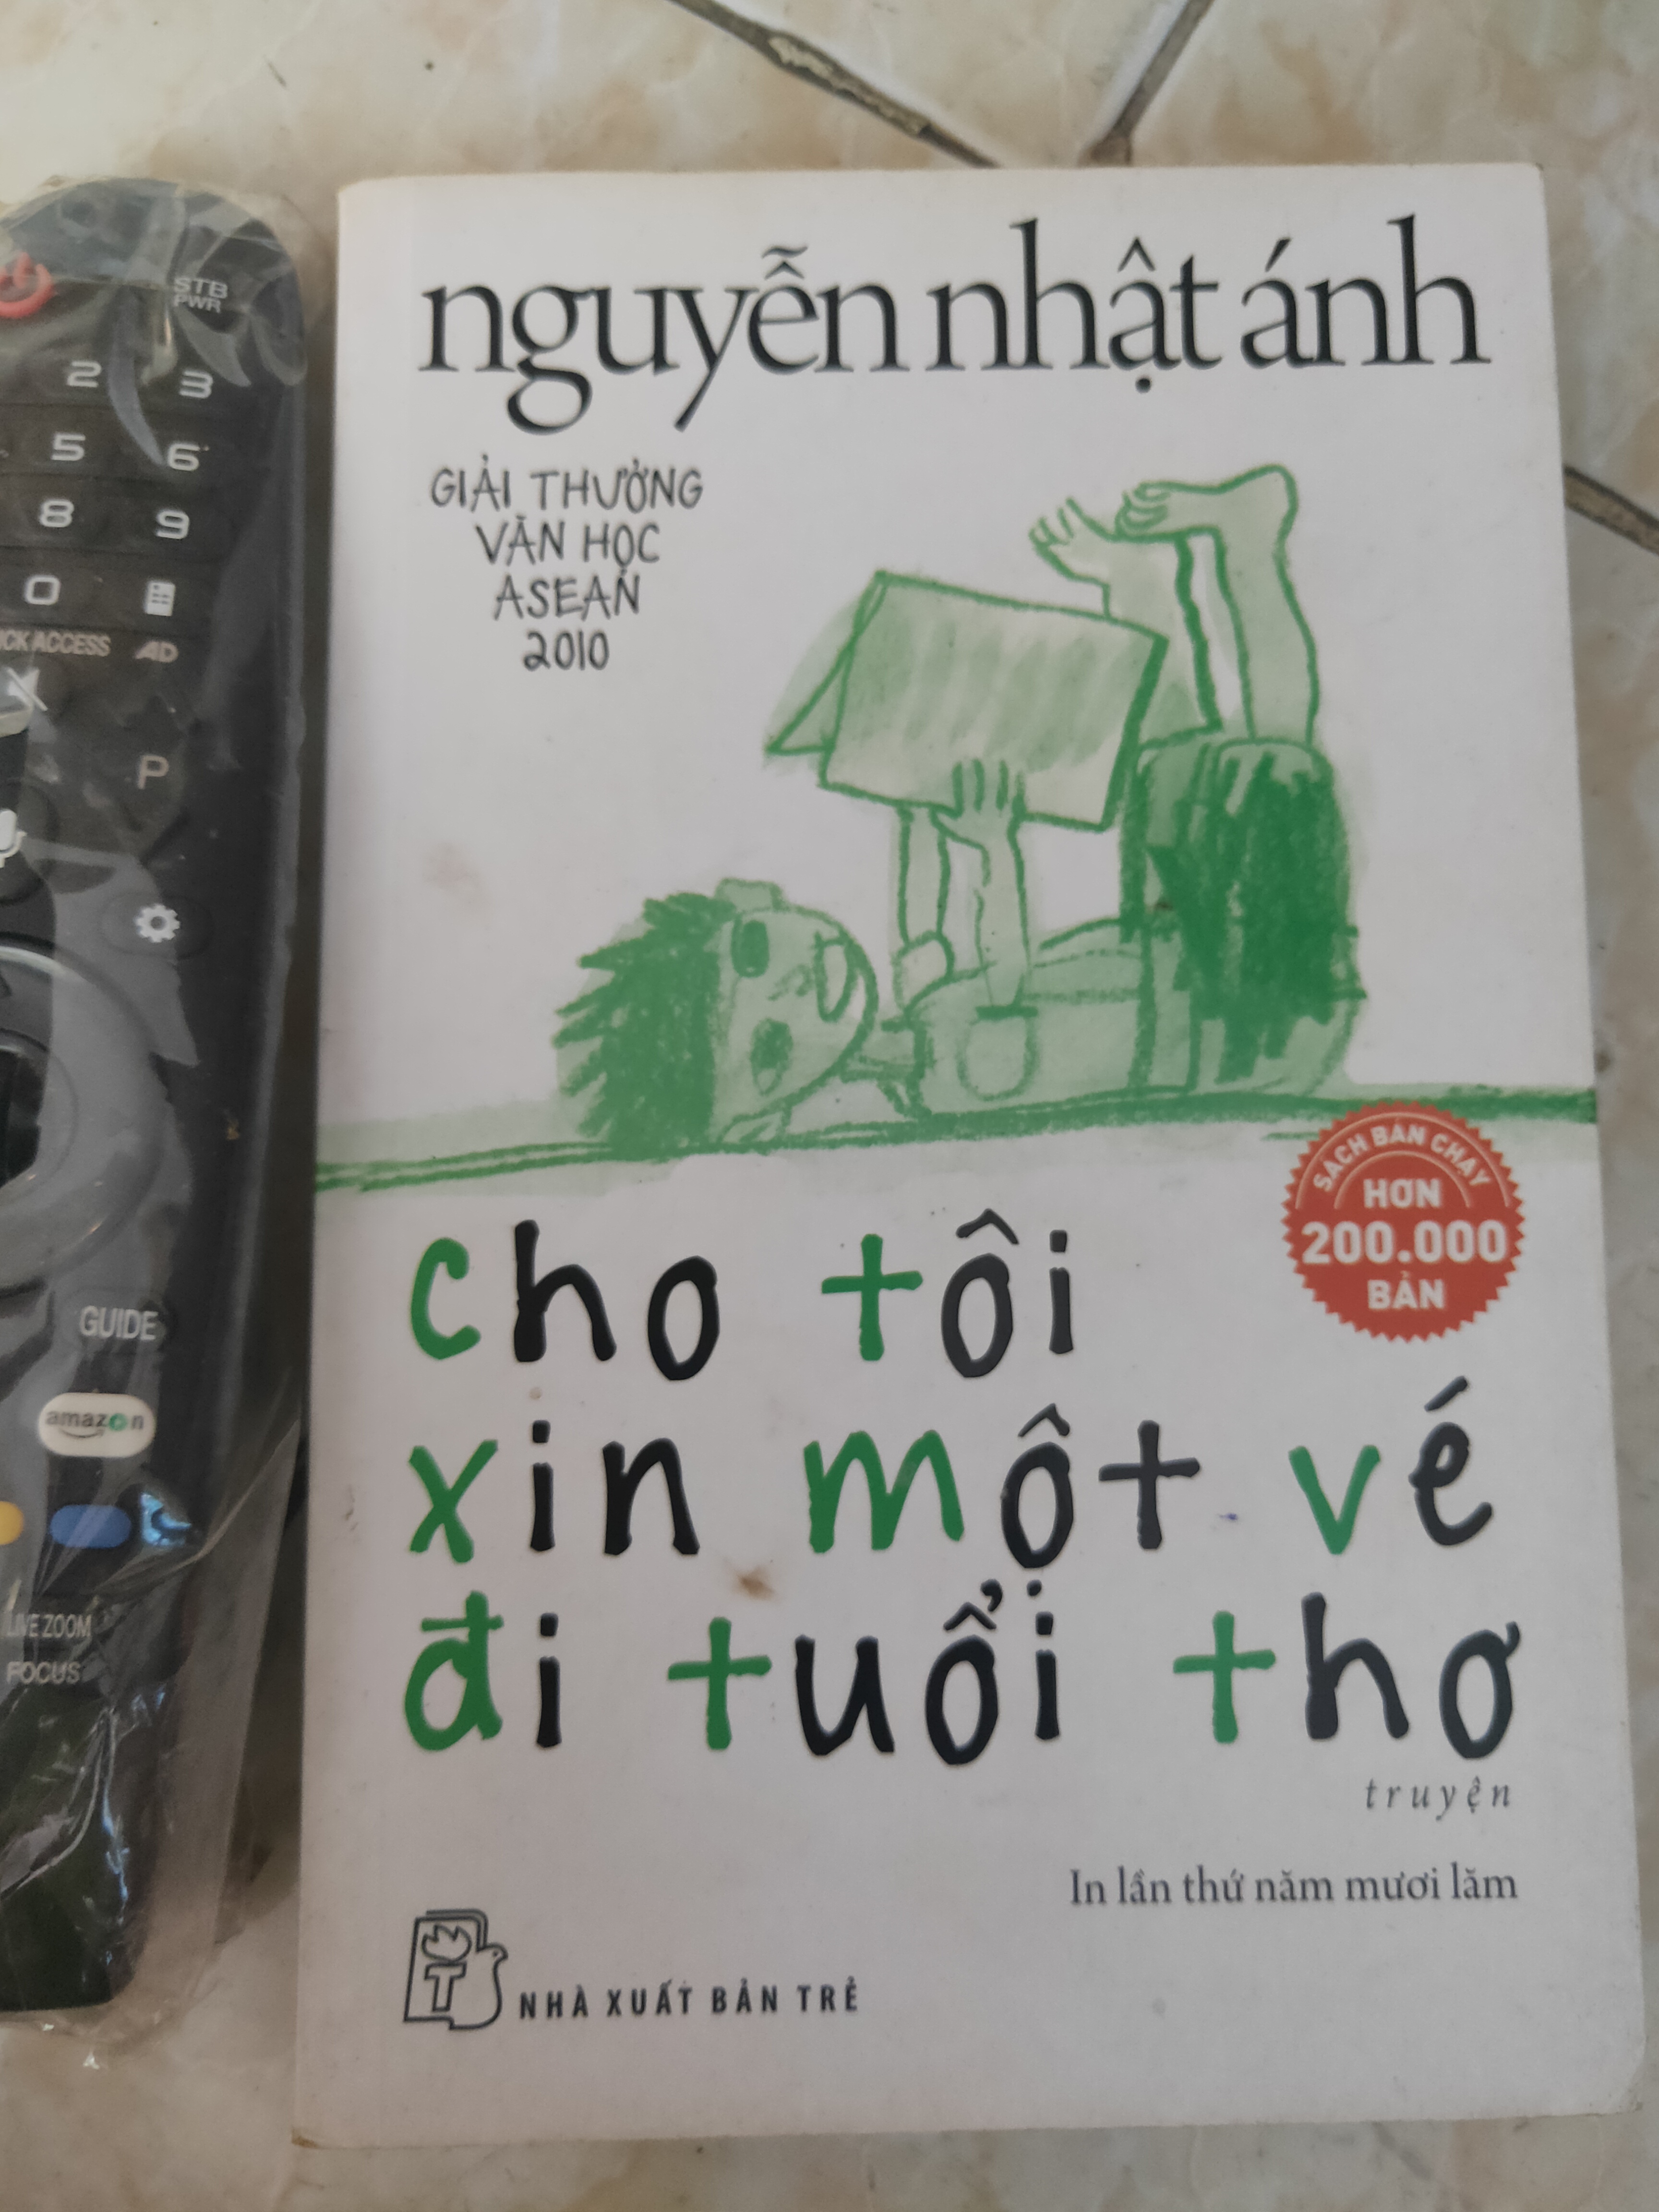 STB
PWR
2 3
5 6
8 9
0
ACCESS AD
P
GUIDE
amazon
LIVE ZOOM
FOCUS
nguyễn nhật ánh
GIẢI THƯỞNG
VĂN HỌC
ASEAN
2010
SÁCH BÁN CHẠY
HƠN
200.000
BẢN
cho tôi
xin một vé
đi tuổi thơ
truyện
In lần thứ năm mươi lăm
T
NHÀ XUẤT BẢN TRẺ